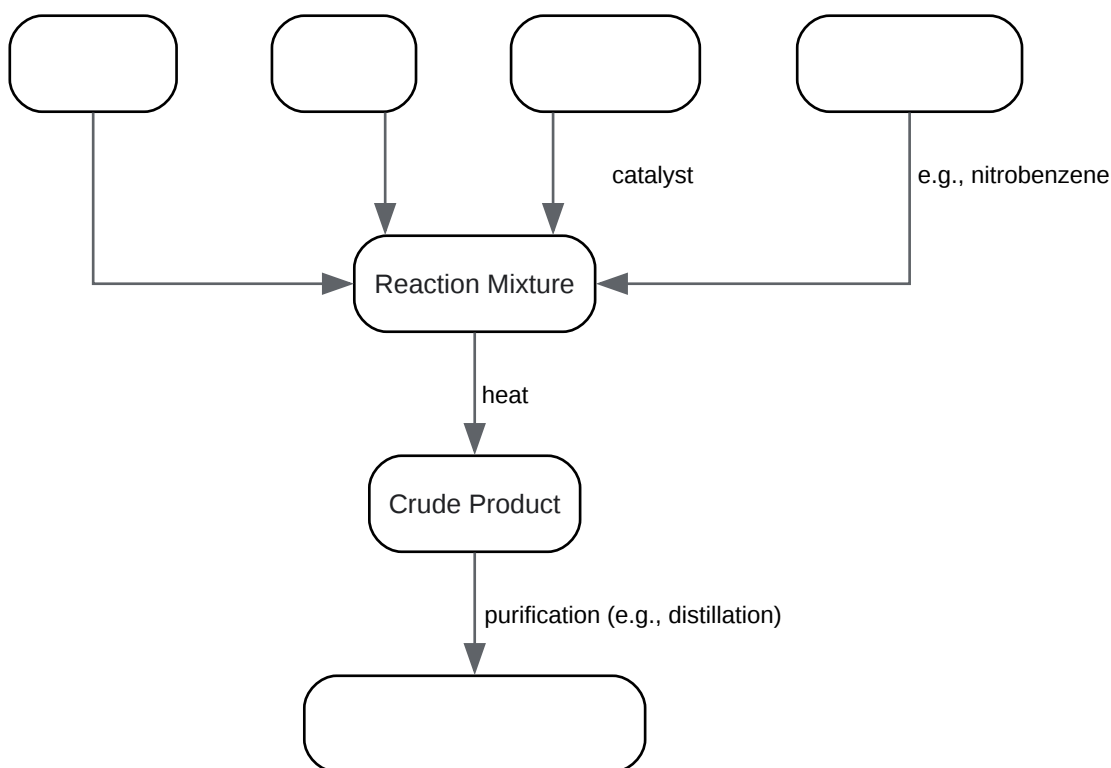 catalyst
e.g., nitrobenzene
Reaction Mixture
heat
Crude Product
purification (e.g., distillation)